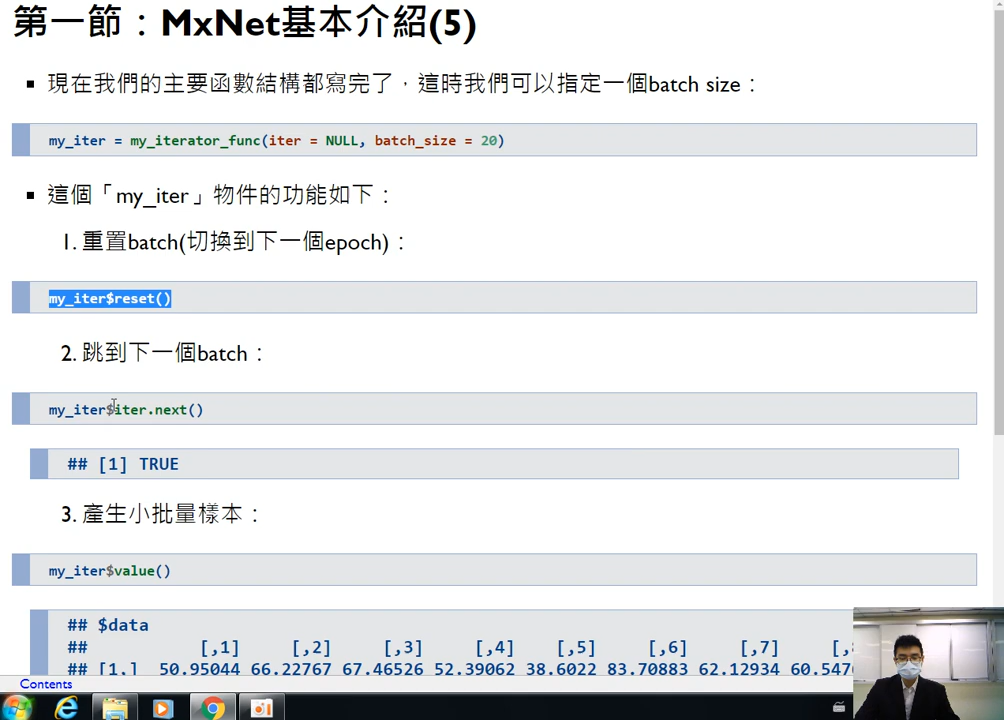 第一節：MxNet基本介紹(5)
現在我們的主要函數結構都寫完了，這時我們可以指定一個batch size：
my_iter = my_iterator_func(iter = NULL, batch_size = 20)
這個「my_iter」物件的功能如下：
1. 重置batch(切換到下一個epoch)：
my_iter$reset()
2. 跳到下一個batch：
my_iter$iter.next()
## [1] TRUE
3. 產生小批量樣本：
my_iter$value()
## $data
## [,1] [,2] [,3] [,4] [,5] [,6] [,7]
## [1,] 50.95044 66.22767 67.46526 52.39062 38.6022 83.70883 62.12934
Contents